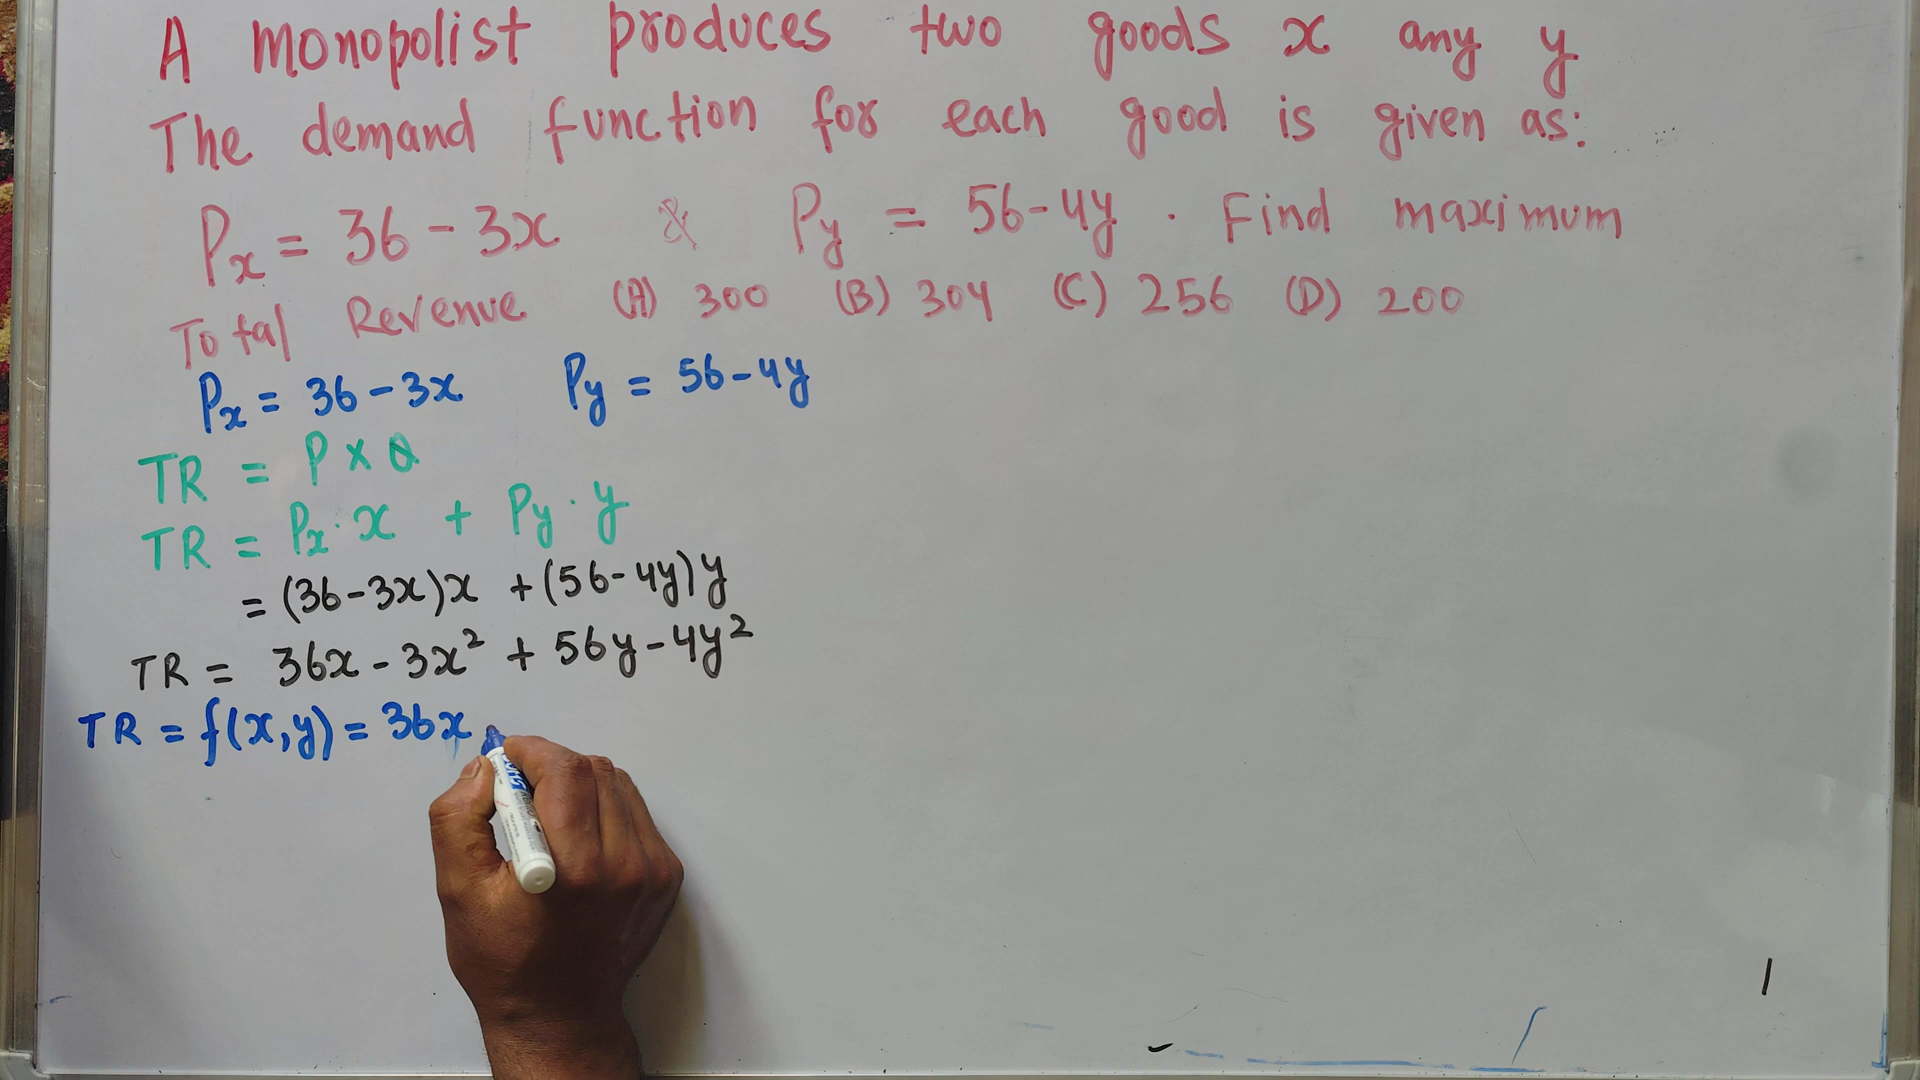 A monopolist produces two goods x any y
The demand function for each good is given as:
Px = 36 - 3x & Py = 56 - 4y . Find maximum
Total Revenue (A) 300 (B) 304 (C) 256 (D) 200
Px = 36 - 3x Py = 56 - 4y
TR = P × Q
TR = Px · x + Py · y
= (36 - 3x)x + (56 - 4y)y
TR = 36x - 3x² + 56y - 4y²
TR = f(x,y) = 36x